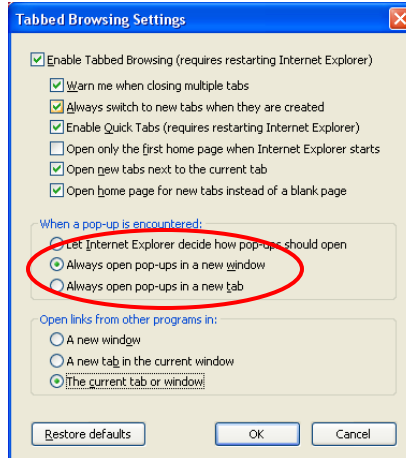 Tabbed Browsing Settings
Enable Tabbed Browsing (requires restarting Internet Explorer)
Warn me when closing multiple tabs
Always switch to new tabs when they are created
Enable Quick Tabs (requires restarting Internet Explorer)
Open only the first home page when Internet Explorer starts
Open new tabs next to the current tab
Open home page for new tabs instead of a blank page
When a pop-up is encountered:
Let Internet Explorer decide how pop-ups should open
Always open pop-ups in a new window
Always open pop-ups in a new tab
Open links from other programs in:
A new window
A new tab in the current window
The current tab or window
Restore defaults OK Cancel